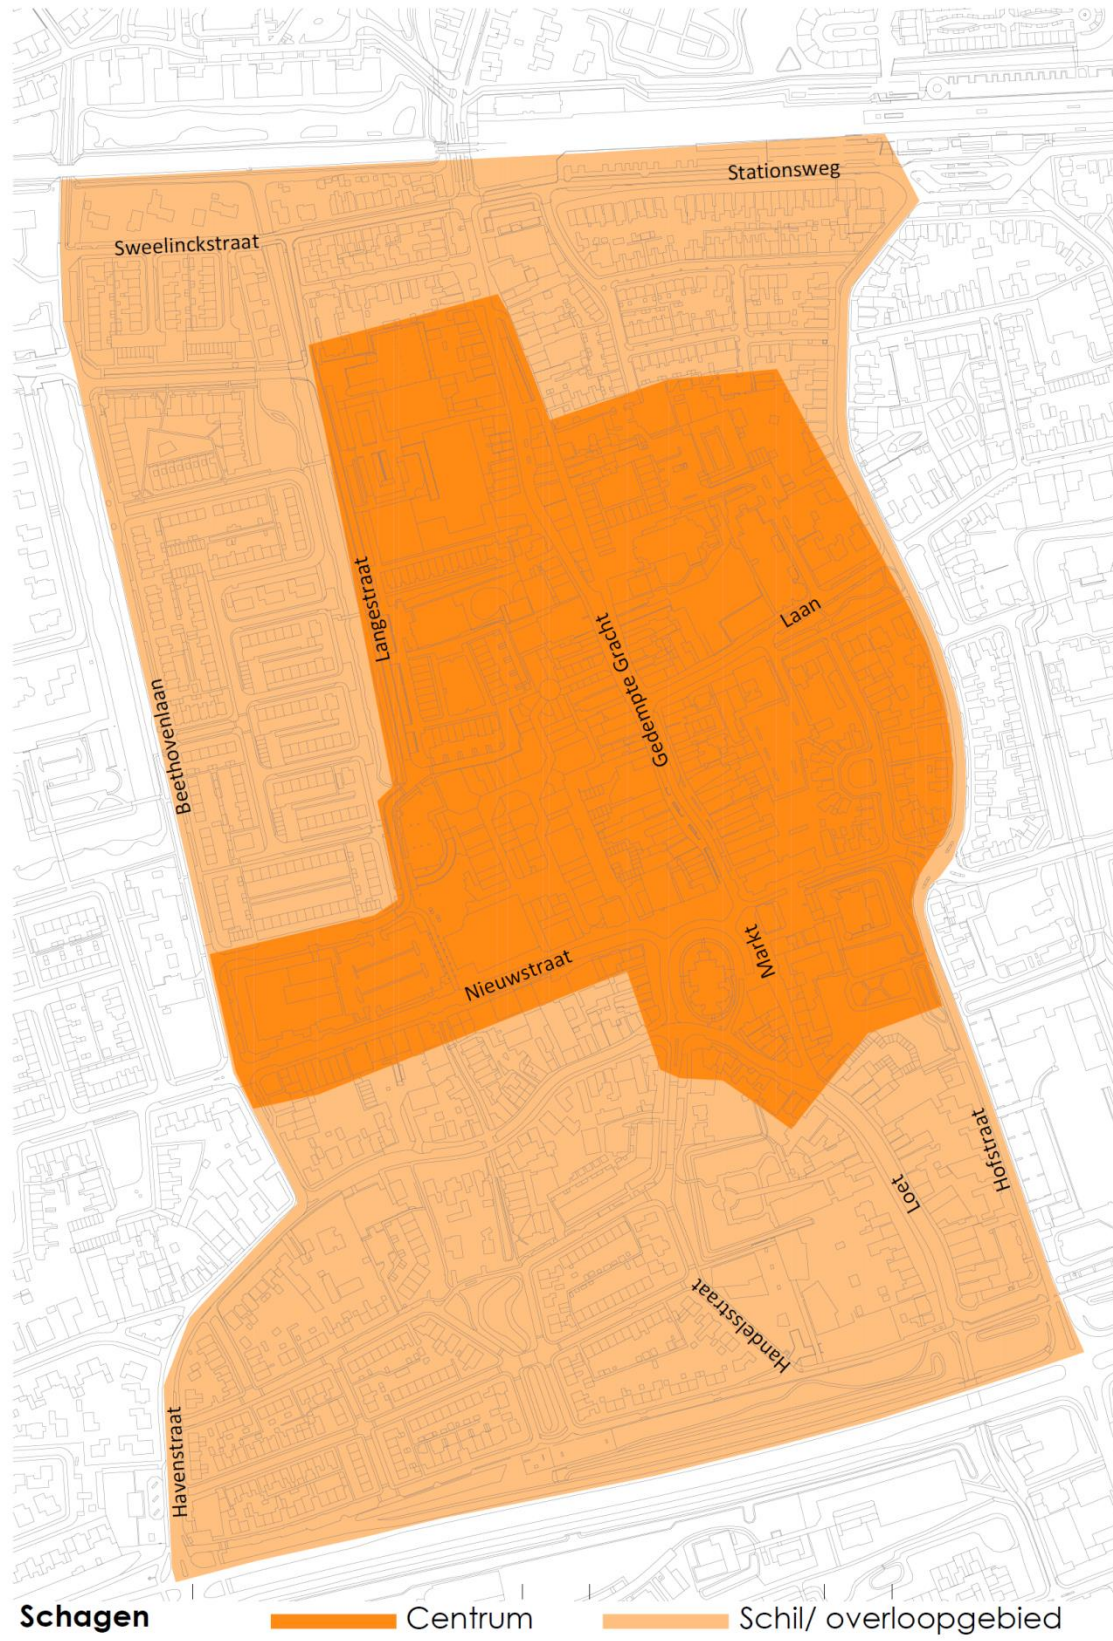 Stationsweg
Sweelinckstraat
Langestraat
Laan
Gedempte Gracht
Beethovenlaan
Markt
Nieuwstraat
Hofstraat
Loet
Handelsstraat
Havenstraat
Schagen Centrum Schil/ overloopgebied